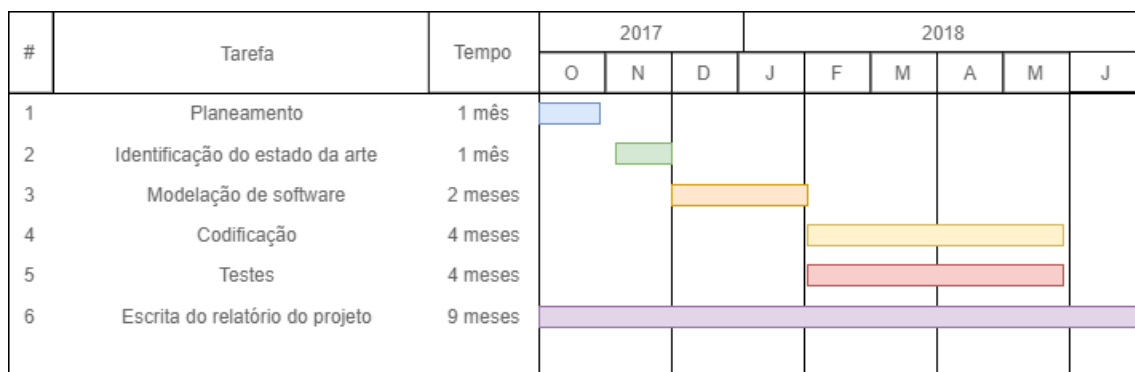 # Tarefa Tempo 2017 2018
O N D J F M A M J
1 Planeamento 1 mês
2 Identificação do estado da arte 1 mês
3 Modelação de software 2 meses
4 Codificação 4 meses
5 Testes 4 meses
6 Escrita do relatório do projeto 9 meses